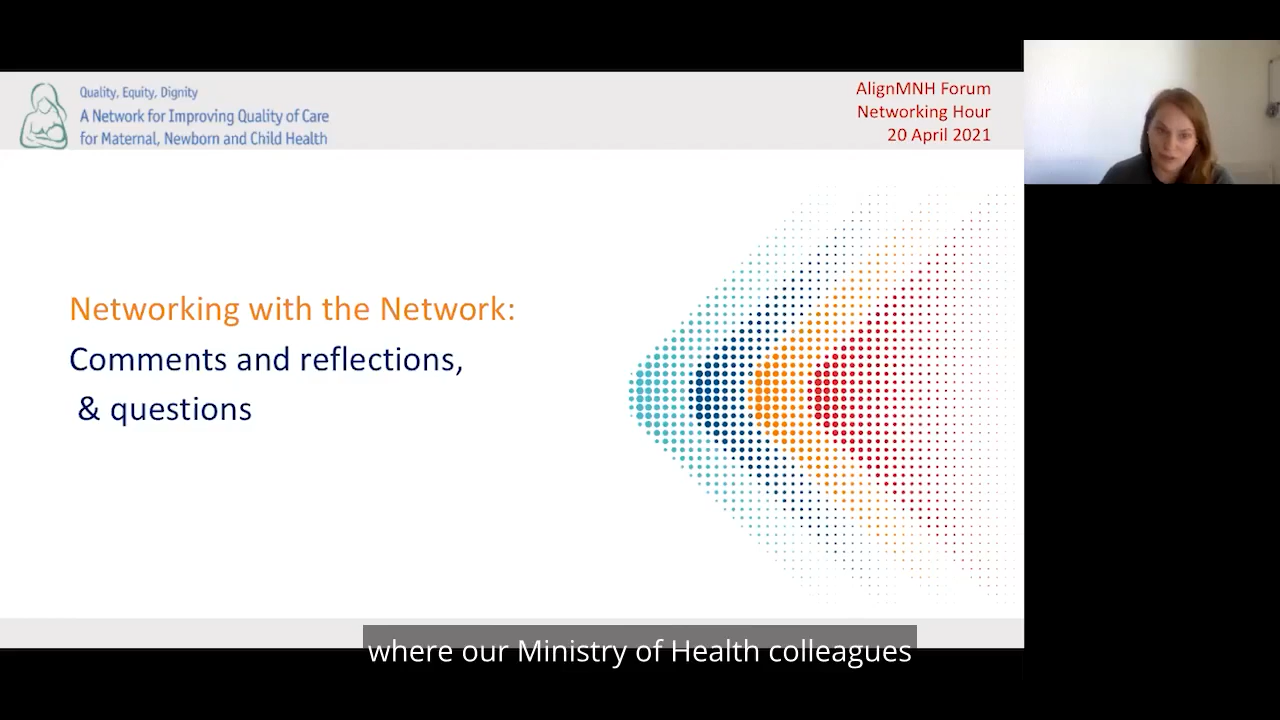 Quality, Equity, Dignity
A Network for Improving Quality of Care
for Maternal, Newborn and Child Health
AlignMNH Forum
Networking Hour
20 April 2021
Networking with the Network:
Comments and reflections,
& questions
where our Ministry of Health colleagues